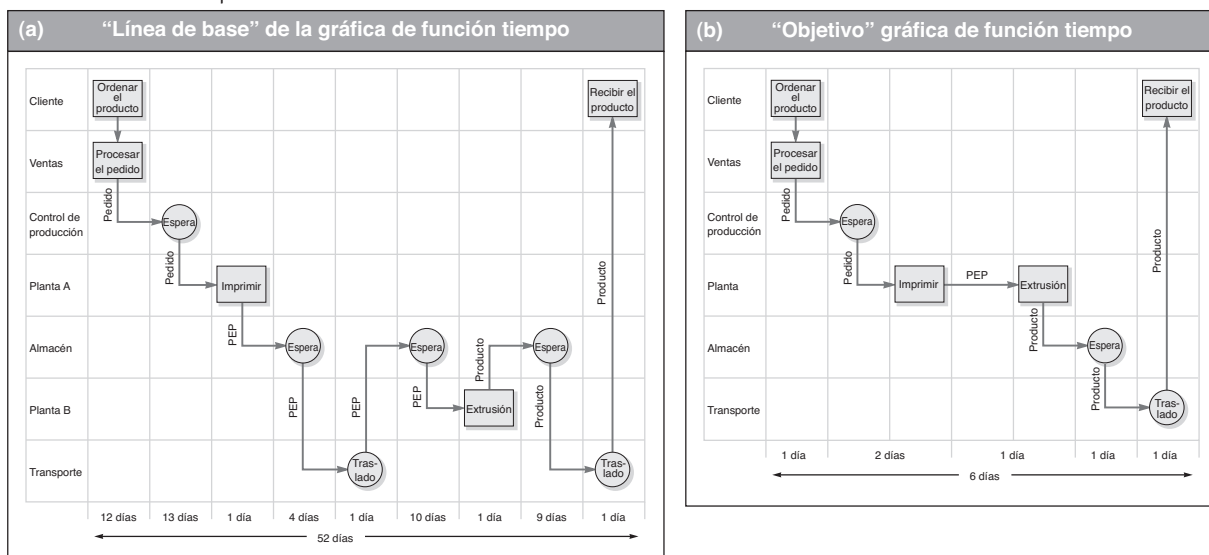 (a) “Línea de base” de la gráfica de función tiempo
Cliente
Ventas
Control de
producción
Planta A
Almacén
Planta B
Transporte
Ordenar
el
producto
Procesar
el pedido
Pedido
Espera
Pedido
Imprimir
PEP
Espera
PEP
Tras-
lado
PEP
Espera
PEP
Extrusión
Producto
Espera
Producto
Tras-
lado
Producto
Recibir el
producto
12 días 13 días 1 día 4 días 1 día 10 días 1 día 9 días 1 día
52 días
(b) “Objetivo” gráfica de función tiempo
Cliente
Ventas
Control de
producción
Planta
Almacén
Transporte
Ordenar
el
producto
Procesar
el pedido
Pedido
Espera
Pedido
Imprimir
PEP
Extrusión
Producto
Espera
Producto
Tras-
lado
Producto
Recibir el
producto
1 día 2 días 1 día 1 día 1 día
6 días